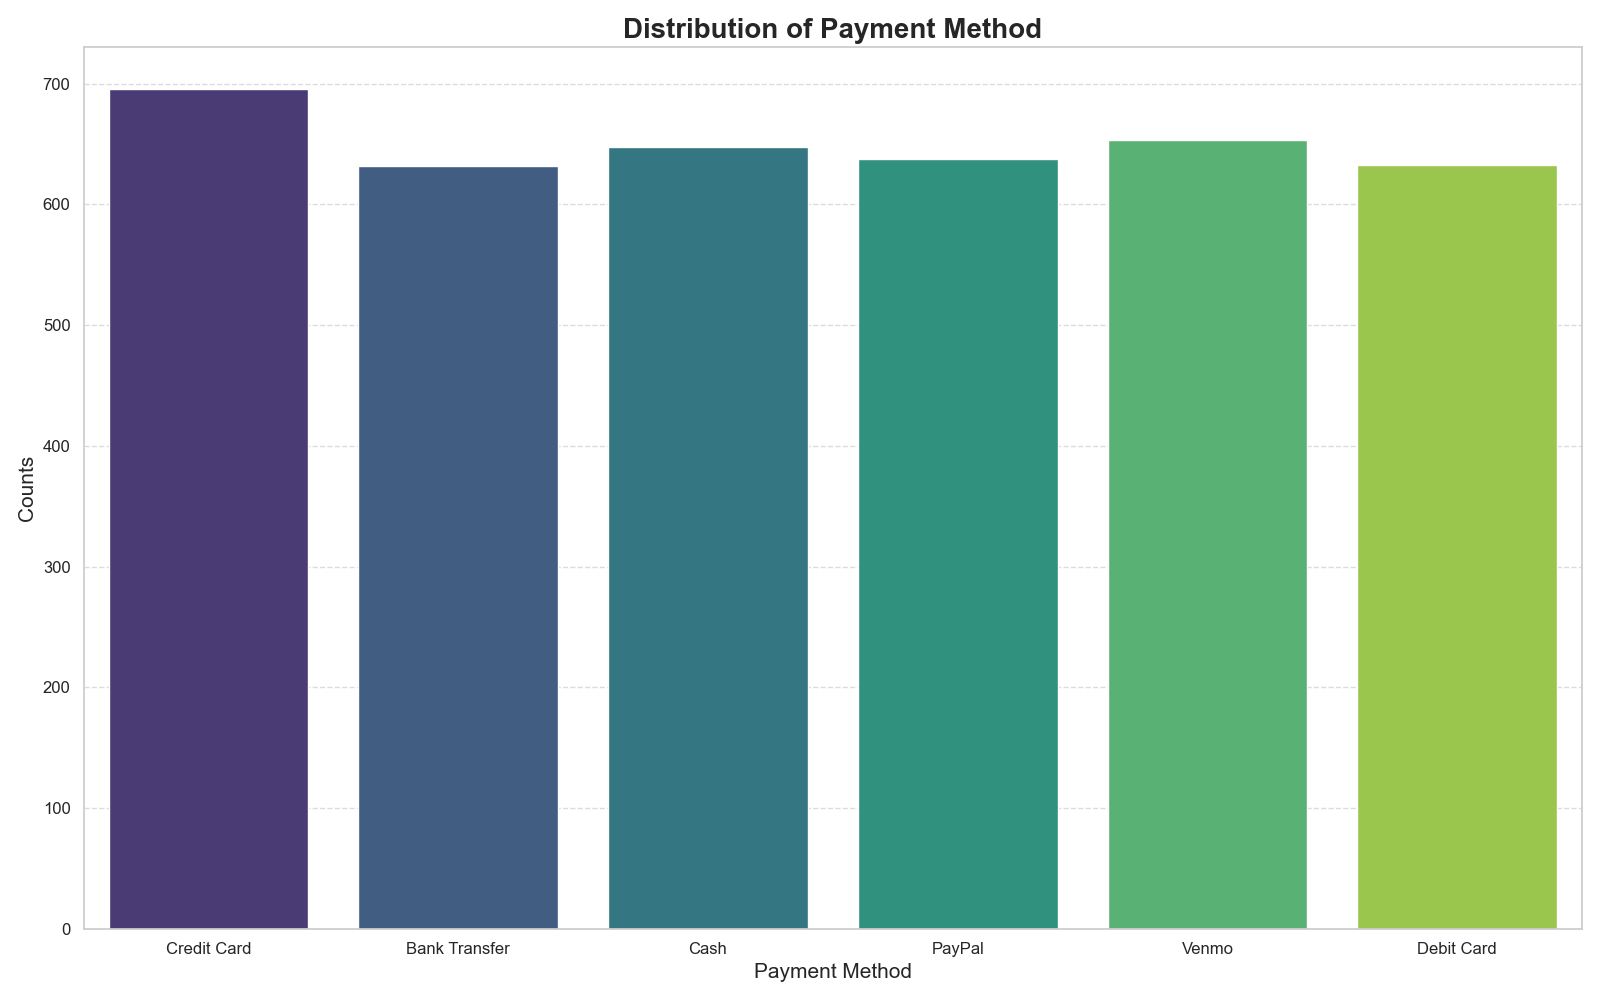 Distribution of Payment Method
700
600
500
400
300
200
100
0
Counts
Credit Card
Bank Transfer
Cash
PayPal
Venmo
Debit Card
Payment Method